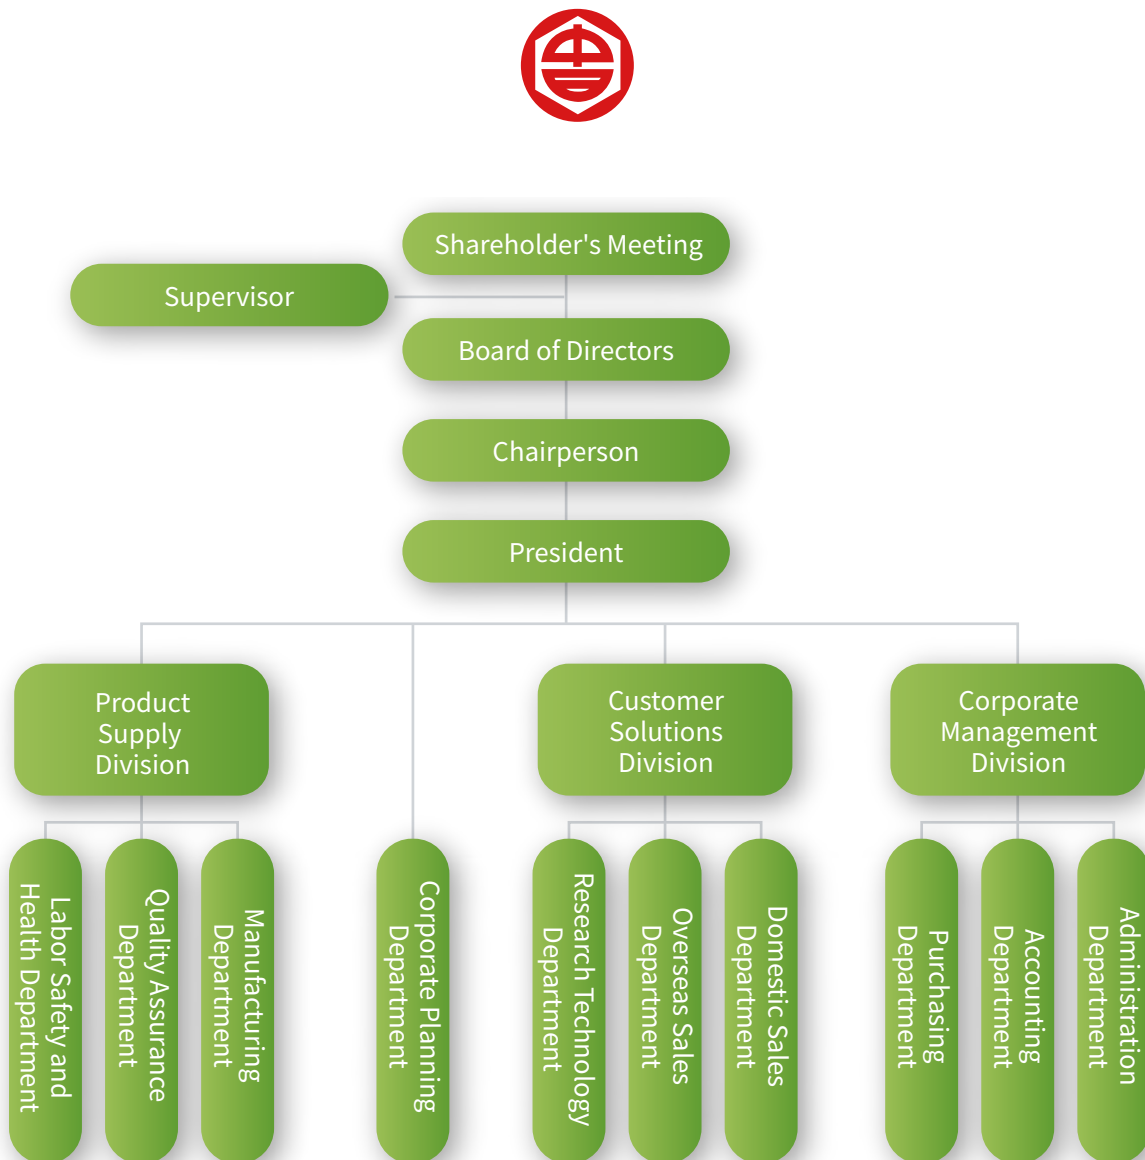 Shareholder's Meeting
Supervisor
Board of Directors
Chairperson
President
Product
Supply
Division
Customer
Solutions
Division
Corporate
Management
Division
Labor Safety and
Health Department
Quality Assurance
Department
Manufacturing
Department
Corporate Planning
Department
Research Technology
Department
Overseas Sales
Department
Domestic Sales
Department
Purchasing
Department
Accounting
Department
Administration
Department